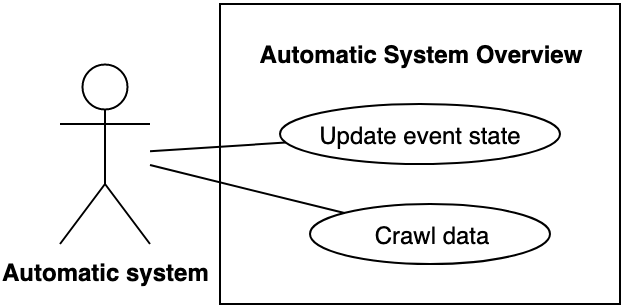 Automatic System Overview
Update event state
Crawl data
Automatic system